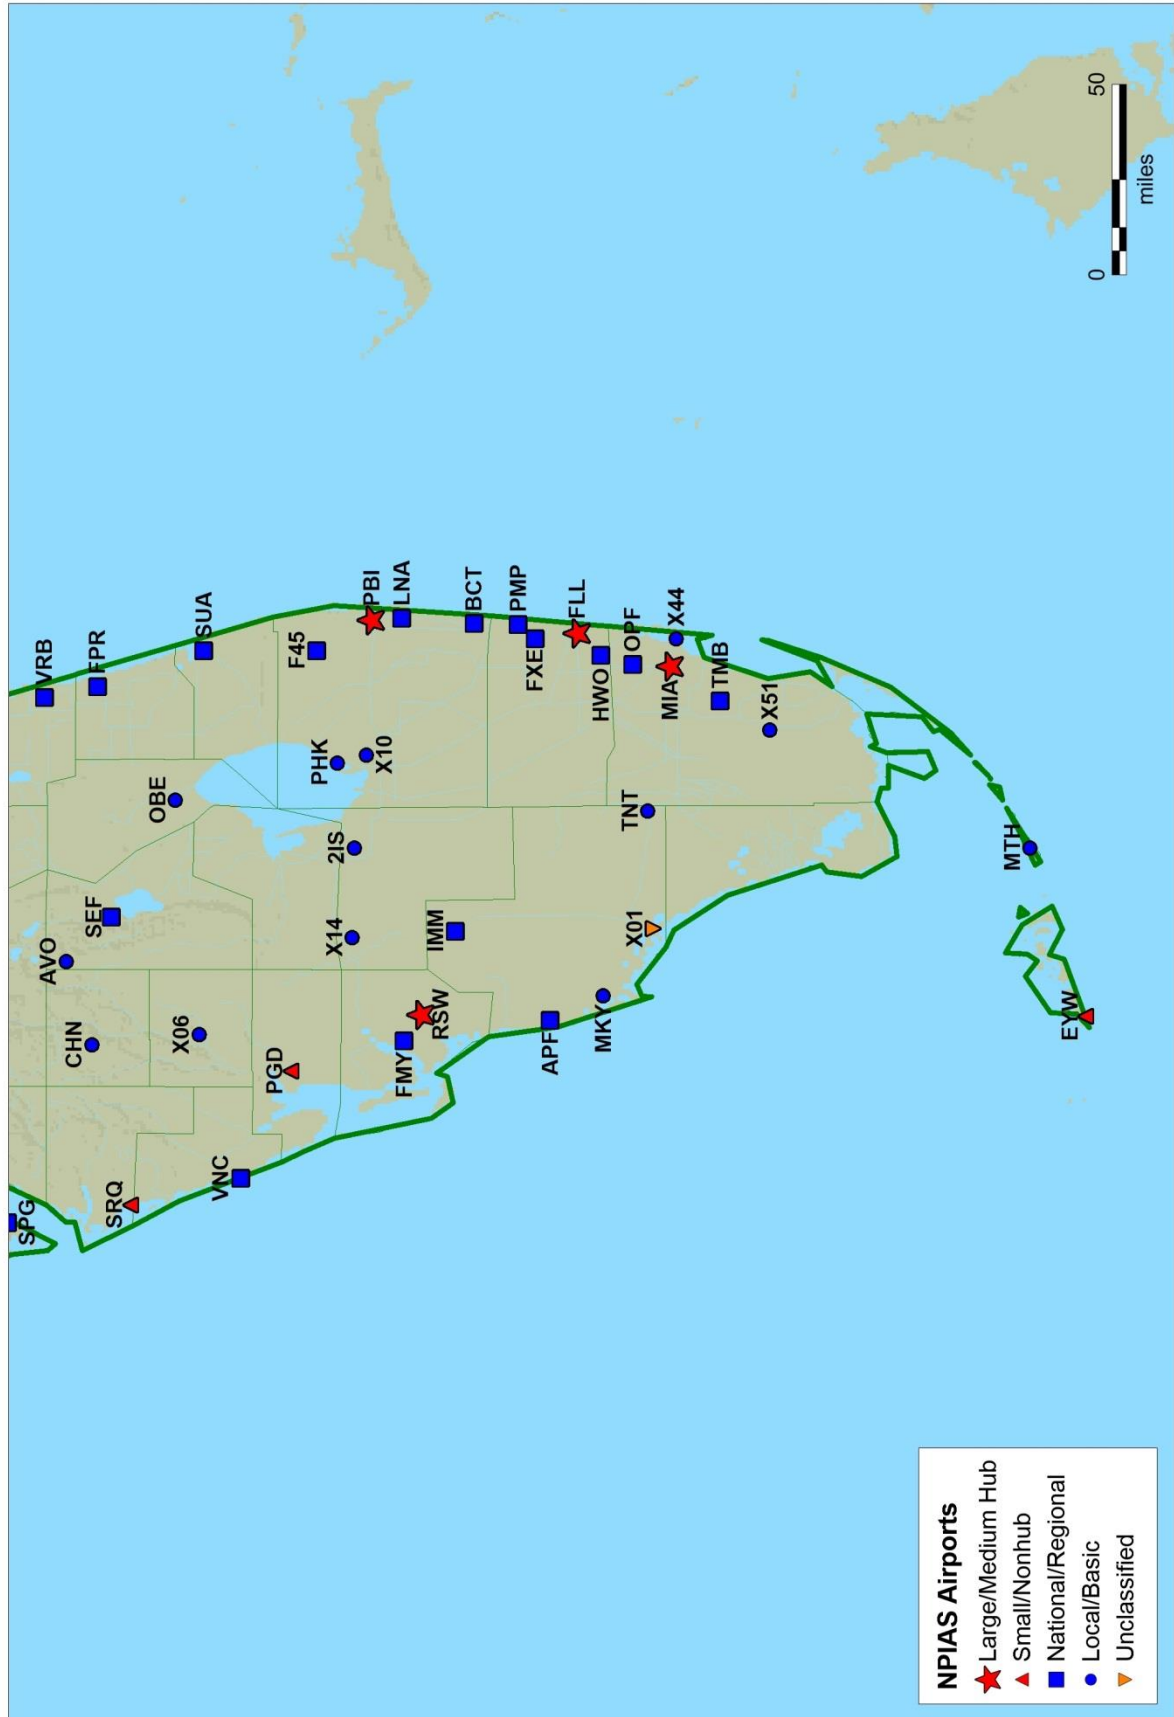 SPG
SRQ
VNC
CHN
X06
PGD
AVO
SEF
OBE
VRB
FPR
SUA
F45
PBI
LNA
PHK
X10
2IS
X14
FMY
RSW
IMM
BCT
PMP
FXE
FLL
HWO
OPF
X44
MIA
TMB
X51
TNT
X01
APF
MKY
MTH
EYW
NPIAS Airports
Large/Medium Hub
Small/Nonhub
National/Regional
Local/Basic
Unclassified
0 50
miles